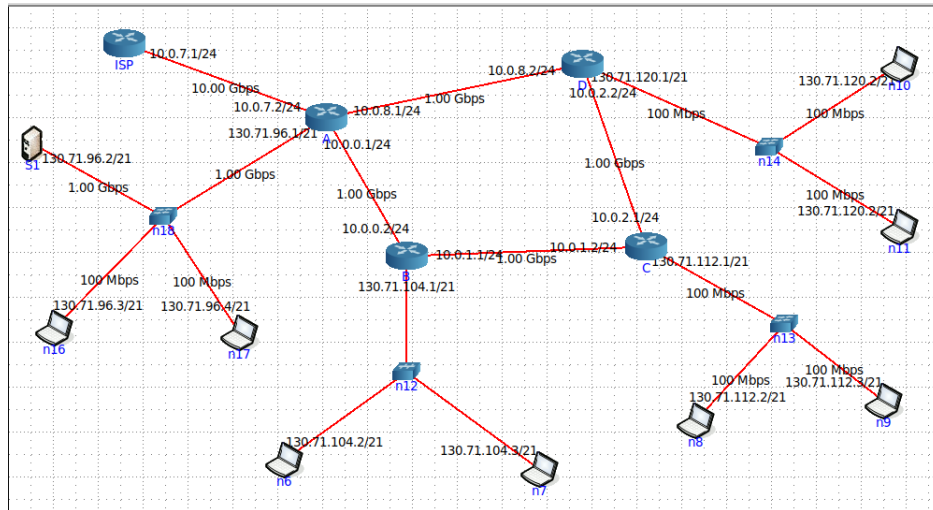 ISP
10.0.7.1/24
10.00 Gbps
10.0.7.2/24
10.0.8.1/24
A
130.71.96.1/21
10.0.0.1/24
10.0.8.2/24
1.00 Gbps
D
130.71.120.1/21
10.0.2.2/24
130.71.120.2/21
n10
100 Mbps
100 Mbps
n14
100 Mbps
130.71.120.2/21
n11
S1
130.71.96.2/21
1.00 Gbps
1.00 Gbps
n18
1.00 Gbps
1.00 Gbps
10.0.0.2/24
B
10.0.1.1/24
1.00 Gbps
10.0.1.2/24
10.0.2.1/24
C
130.71.112.1/21
130.71.104.1/21
100 Mbps
100 Mbps
100 Mbps
130.71.96.3/21
n16
130.71.96.4/21
n17
n13
n12
100 Mbps
130.71.112.2/21
n8
100 Mbps
130.71.112.3/21
n9
130.71.104.2/21
n6
130.71.104.3/21
n7